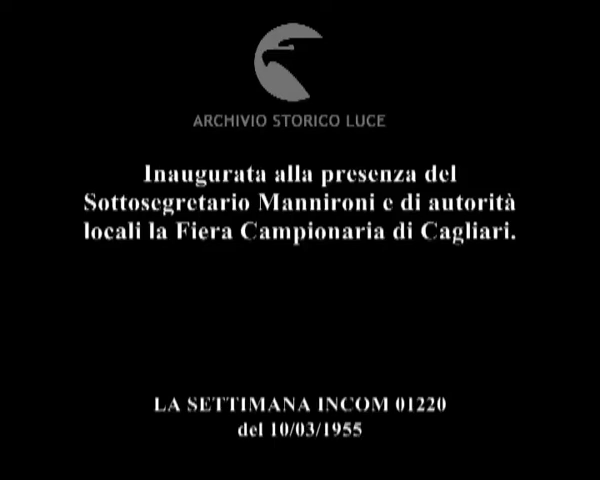 ARCHIVIO STORICO LUCE
Inaugurata alla presenza del
Sottosegretario Mannironi e di autorità
locali la Fiera Campionaria di Cagliari.
LA SETTIMANA INCOM 01220
del 10/03/1955